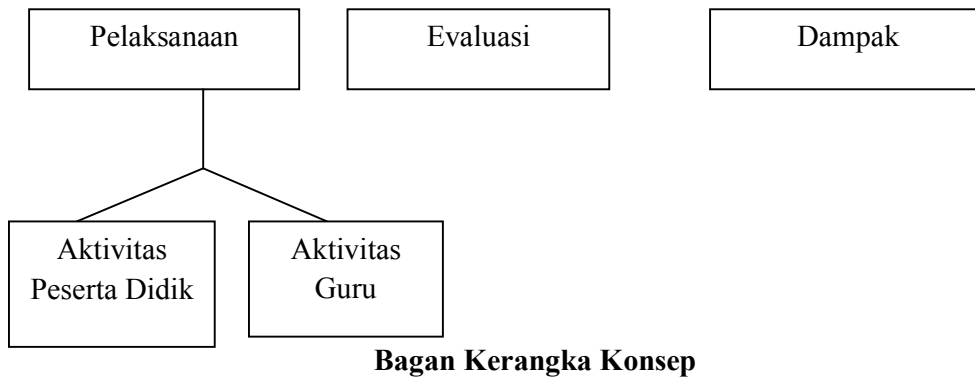 Pelaksanaan
Evaluasi
Dampak
Aktivitas
Peserta Didik
Aktivitas
Guru
Bagan Kerangka Konsep